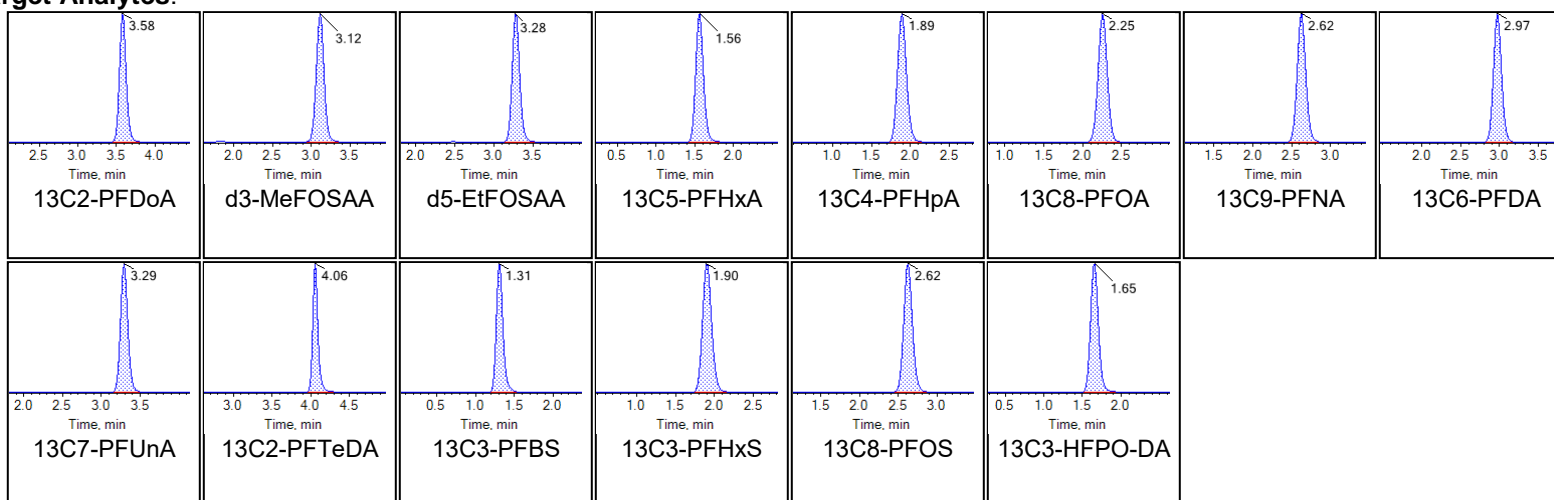 rget Analytes:
3.58 3.12 3.28 1.56 1.89 2.25 2.62 2.97
2.5 3.0 3.5 4.0 2.0 2.5 3.0 3.5 2.0 2.5 3.0 3.5 0.5 1.0 1.5 2.0 1.0 1.5 2.0 2.5 1.0 1.5 2.0 2.5 1.5 2.0 2.5 3.0 2.0 2.5 3.0 3.5
Time, min Time, min Time, min Time, min Time, min Time, min Time, min Time, min
13C2-PFDoA d3-MeFOSAA d5-EtFOSAA 13C5-PFHxA 13C4-PFHpA 13C8-PFOA 13C9-PFNA 13C6-PFDA
3.29 4.06 1.31 1.90 2.62 1.65
2.0 2.5 3.0 3.5 3.0 3.5 4.0 4.5 0.5 1.0 1.5 2.0 1.0 1.5 2.0 2.5 1.5 2.0 2.5 3.0 0.5 1.0 1.5 2.0
Time, min Time, min Time, min Time, min Time, min Time, min
13C7-PFUnA 13C2-PFTeDA 13C3-PFBS 13C3-PFHxS 13C8-PFOS 13C3-HFPO-DA